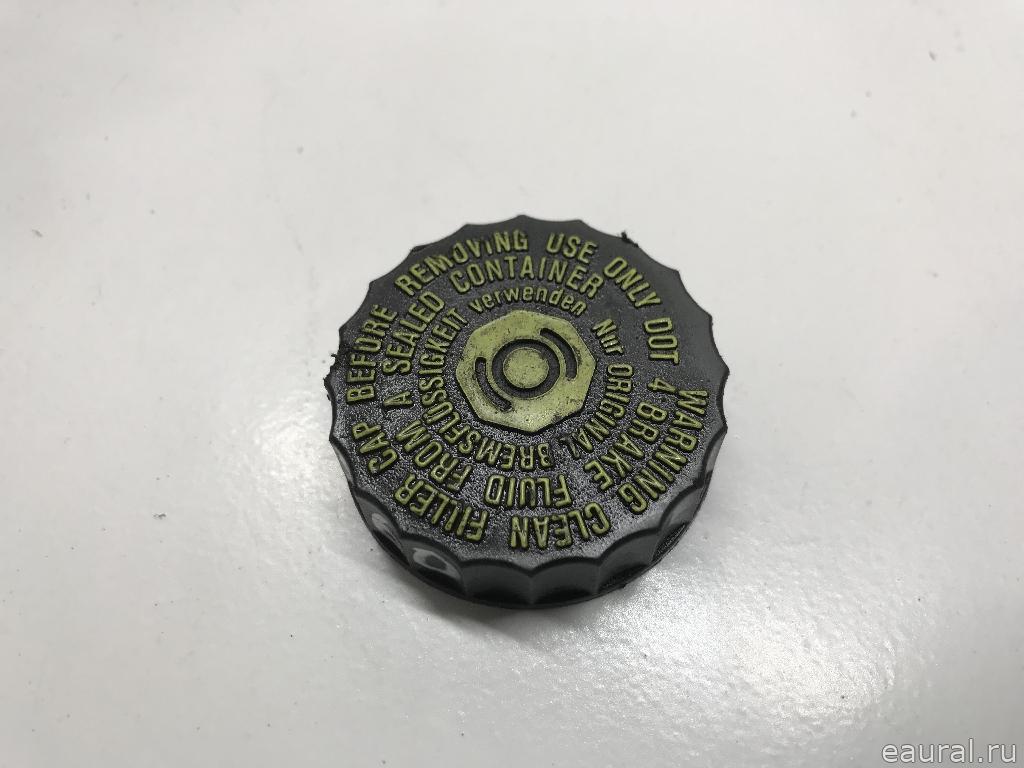 WARNING CLEAN FILLER CAP BEFORE REMOVING USE ONLY DOT
4 BRAKE FLUID FROM A SEALED CONTAINER
Nur ORIGINAL BREMSFLÜSSIGKEIT verwenden
eaural.ru